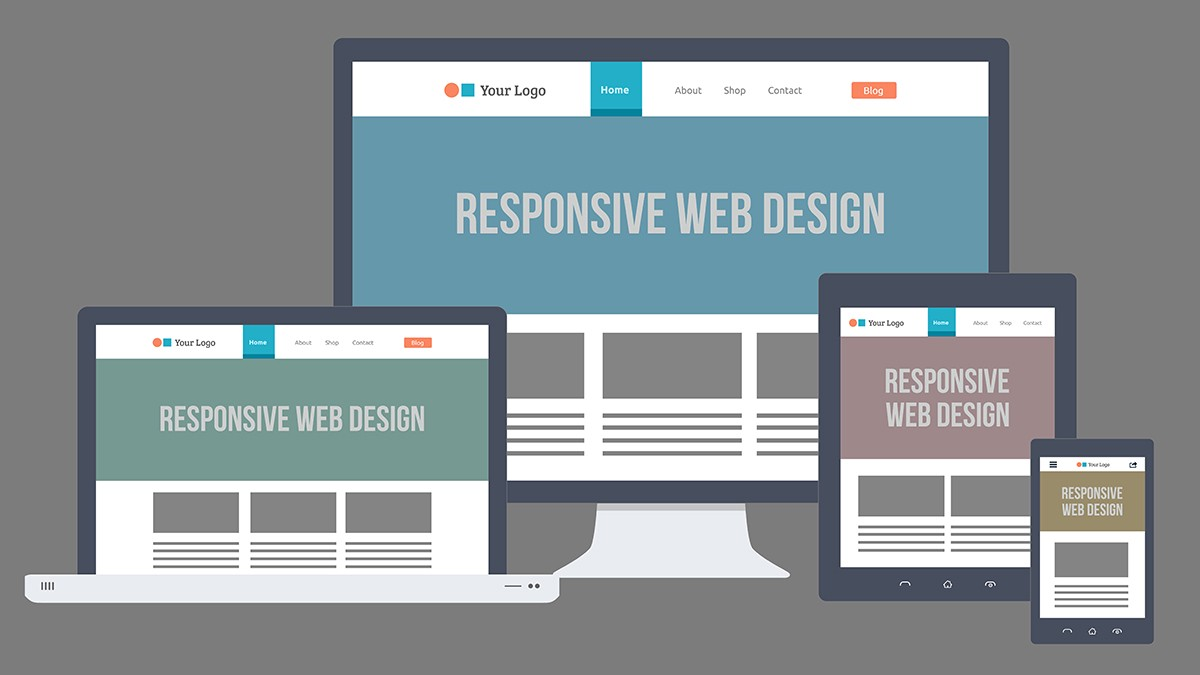 Your Logo Home About Shop Contact Blog
RESPONSIVE WEB DESIGN
Your Logo Home About Shop Contact Blog
RESPONSIVE WEB DESIGN
Your Logo Home About Shop Contact
RESPONSIVE
WEB DESIGN
Your Logo
RESPONSIVE
WEB DESIGN